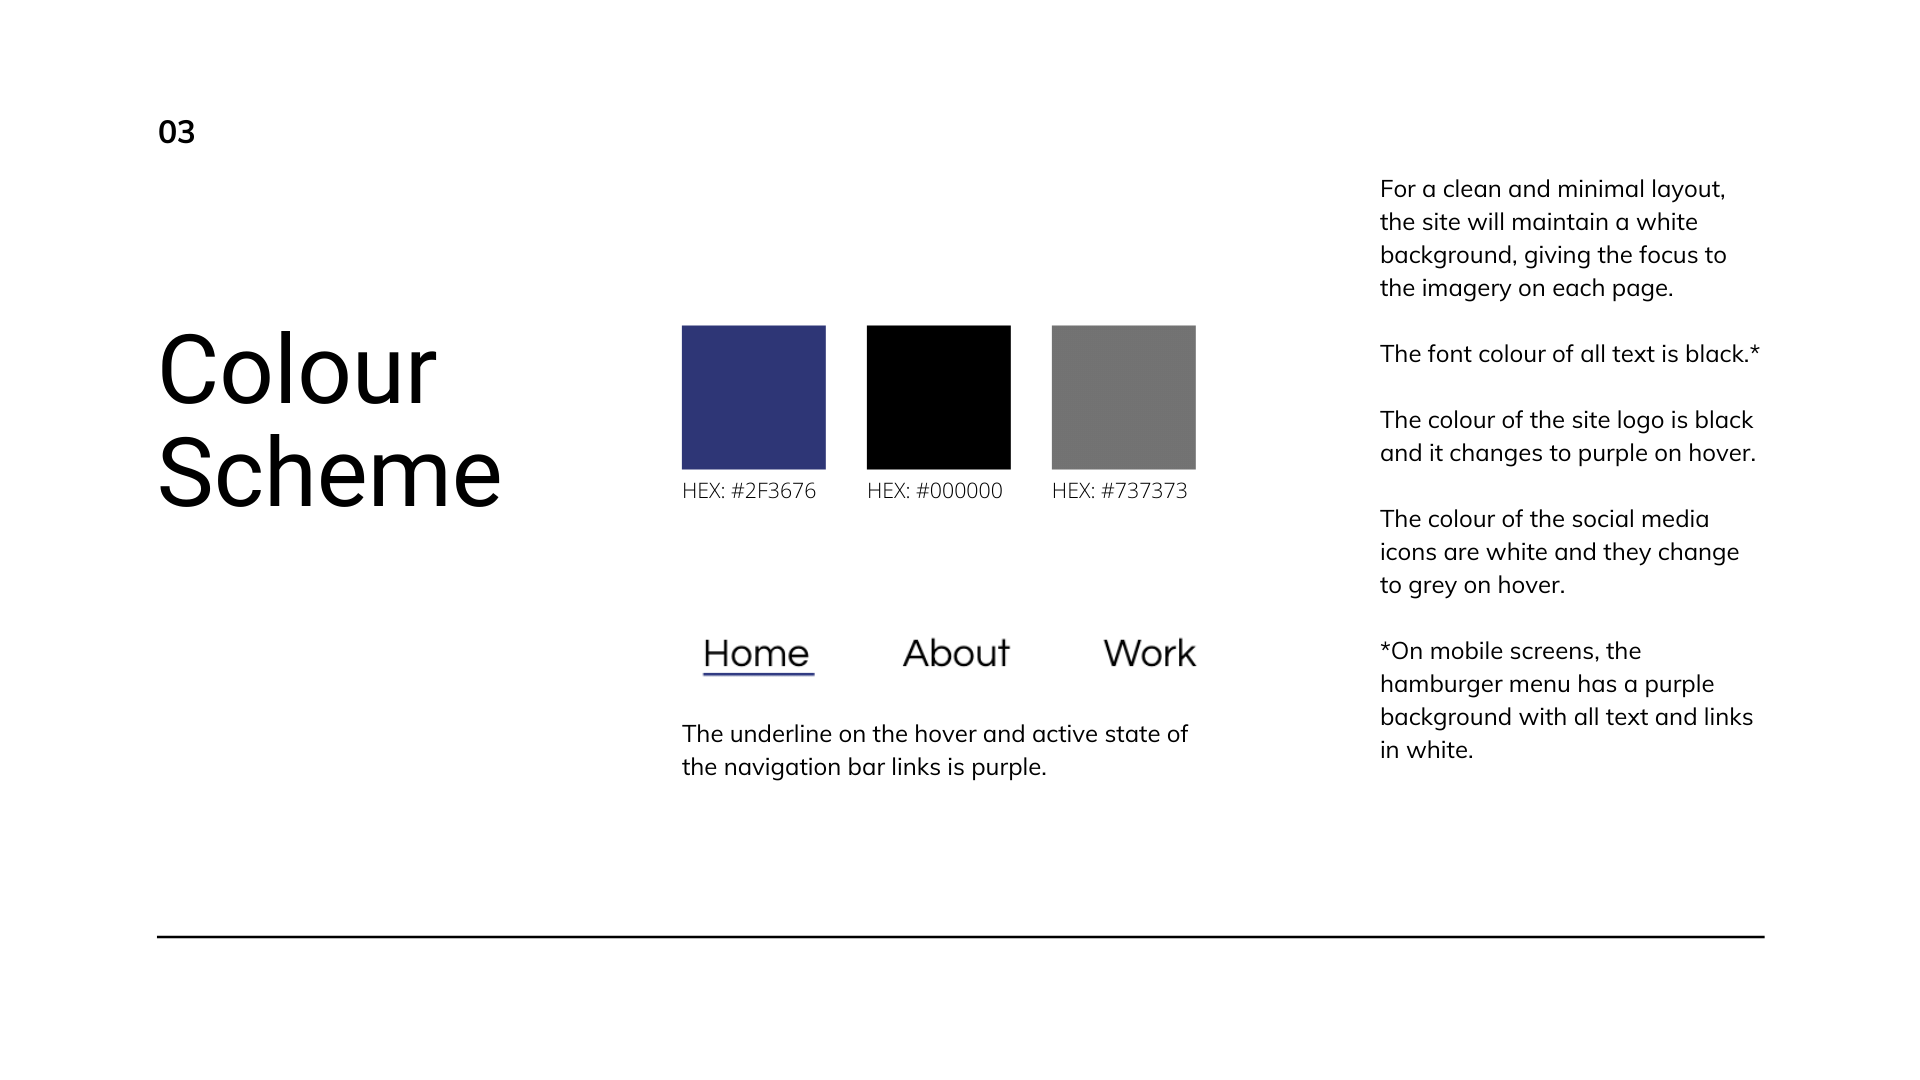 03
Colour
Scheme
HEX: #2F3676
HEX: #000000
HEX: #737373
Home
About
Work
The underline on the hover and active state of
the navigation bar links is purple.
For a clean and minimal layout,
the site will maintain a white
background, giving the focus to
the imagery on each page.
The font colour of all text is black.*
The colour of the site logo is black
and it changes to purple on hover.
The colour of the social media
icons are white and they change
to grey on hover.
*On mobile screens, the
hamburger menu has a purple
background with all text and links
in white.